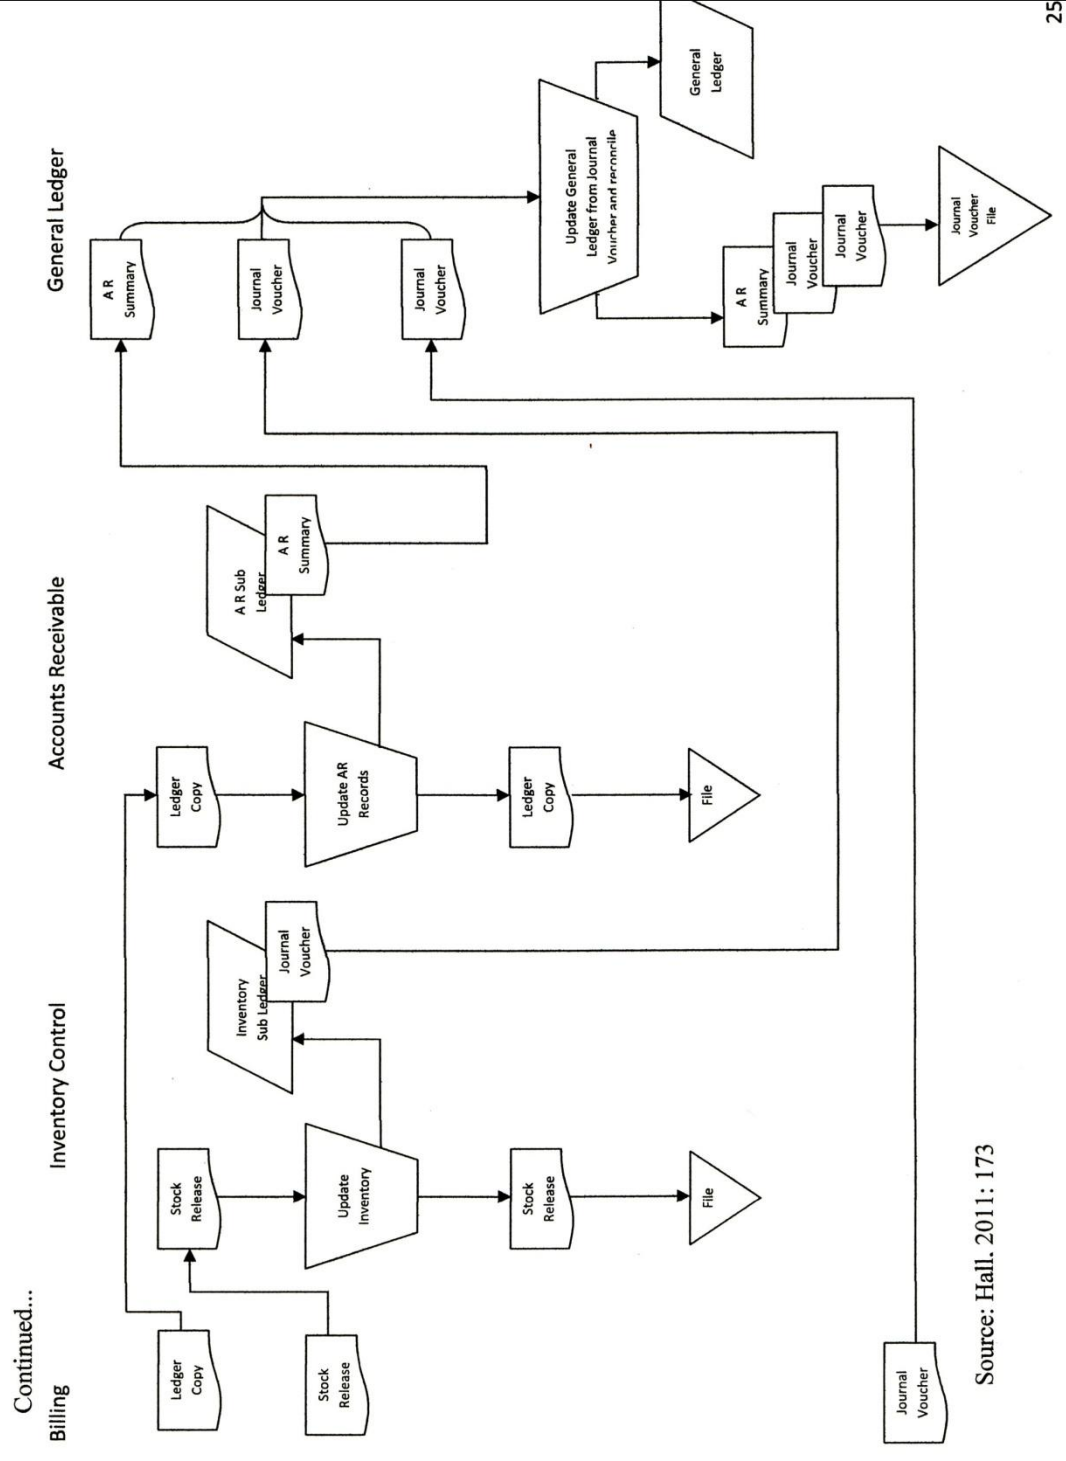 Continued...
Billing
Inventory Control
Accounts Receivable
General Ledger
Ledger
Copy
Stock
Release
Journal
Voucher
Stock
Release
Update
Inventory
Stock
Release
File
Inventory
Sub Ledger
Journal
Voucher
Ledger
Copy
Update AR
Records
Ledger
Copy
File
A R Sub
Ledger
A R
Summary
A R
Summary
Journal
Voucher
Journal
Voucher
Update General
Ledger from Journal
Voucher and reconcile
General
Ledger
A R
Summary
Journal
Voucher
Journal
Voucher
Journal
Voucher
File
Source: Hall. 2011: 173
25